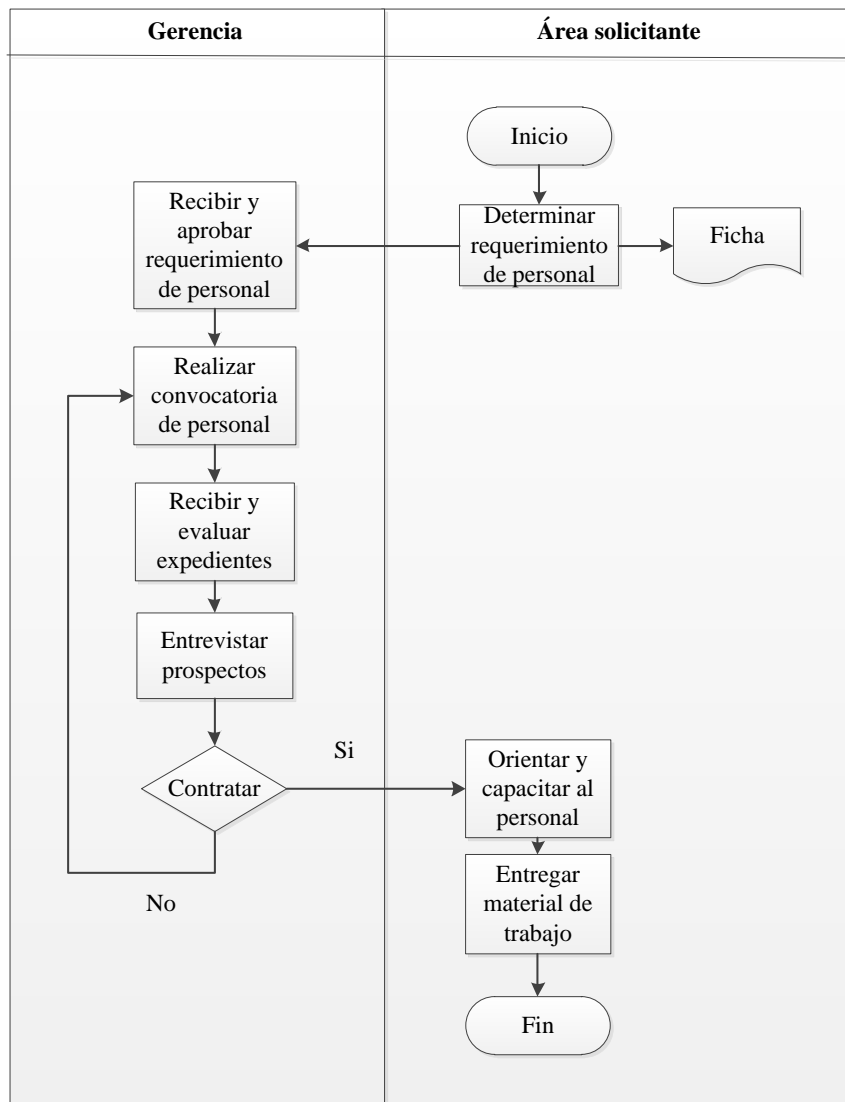 Gerencia
Área solicitante
Inicio
Determinar
requerimiento
de personal
Ficha
Recibir y
aprobar
requerimiento
de personal
Realizar
convocatoria
de personal
Recibir y
evaluar
expedientes
Entrevistar
prospectos
Contratar
Si
No
Orientar y
capacitar al
personal
Entregar
material de
trabajo
Fin